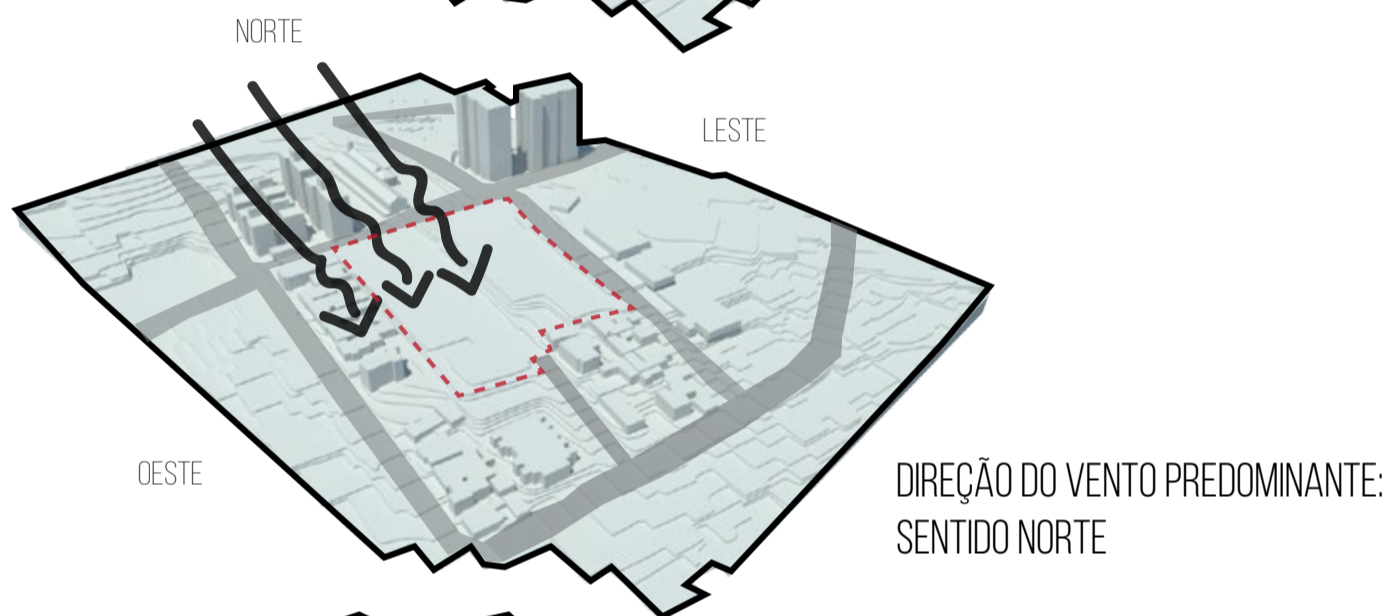 NORTE
LESTE
OESTE
DIREÇÃO DO VENTO PREDOMINANTE:
SENTIDO NORTE